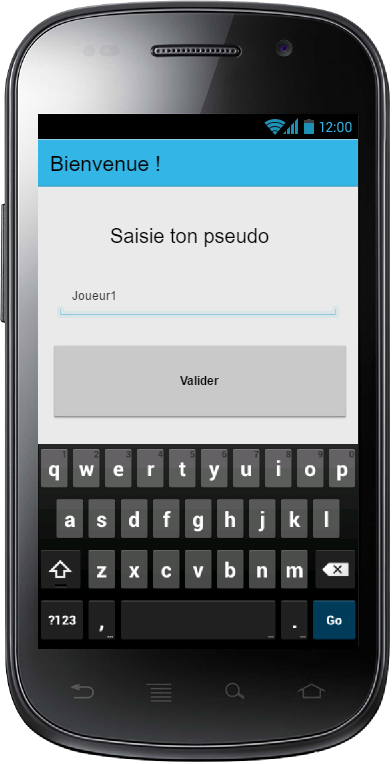 12:00
Bienvenue !
Saisie ton pseudo
Joueur1
Valider
1 2 3 4 5 6 7 8 9 0
q w e r t y u i o p
a s d f g h j k l
z x c v b n m
?123 , ... . ... Go